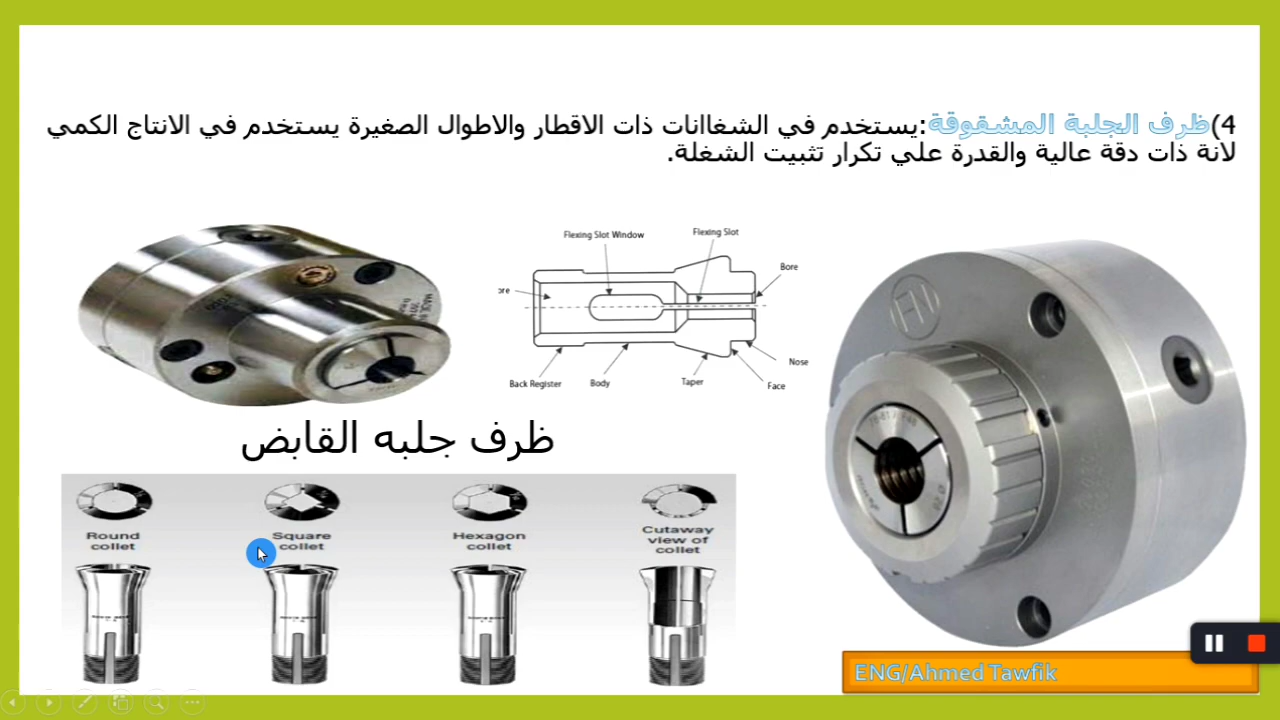 4)ظرف الجلبة المشقوقة:يستخدم في الشغاانات ذات الاقطار والاطوال الصغيرة يستخدم في الانتاج الكمي
لانة ذات دقة عالية والقدرة علي تكرار تثبيت الشغلة.
Flexing Slot Window
Flexing Slot
Bore
ore
Nose
Back Register
Body
Taper
Face
ظرف جلبه القابض
Round
collet
Square
collet
Hexagon
collet
Cutaway
view of
collet
ENG/Ahmed Tawfik